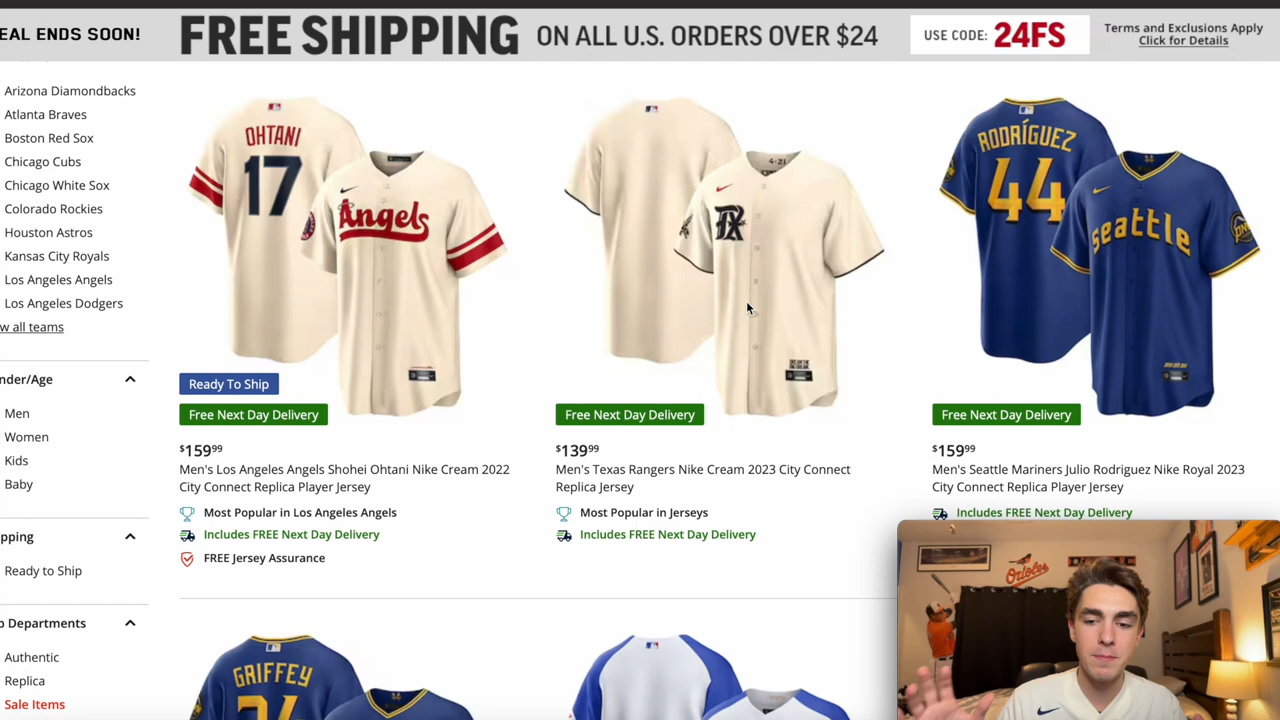 EAL ENDS SOON!
FREE SHIPPING ON ALL U.S. ORDERS OVER $24
USE CODE: 24FS
Terms and Exclusions Apply
Click for Details
Arizona Diamondbacks
Atlanta Braves
Boston Red Sox
Chicago Cubs
Chicago White Sox
Colorado Rockies
Houston Astros
Kansas City Royals
Los Angeles Angels
Los Angeles Dodgers
w all teams
nder/Age
Men
Women
Kids
Baby
pping
Ready to Ship
p Departments
Authentic
Replica
Sale Items
OHTANI
17
Angels
Ready To Ship
Free Next Day Delivery
$159.99
Men's Los Angeles Angels Shohei Ohtani Nike Cream 2022
City Connect Replica Player Jersey
Most Popular in Los Angeles Angels
Includes FREE Next Day Delivery
FREE Jersey Assurance
4•21
TX
Free Next Day Delivery
$139.99
Men's Texas Rangers Nike Cream 2023 City Connect
Replica Jersey
Most Popular in Jerseys
Includes FREE Next Day Delivery
RODRÍGUEZ
44
seattle
Free Next Day Delivery
$159.99
Men's Seattle Mariners Julio Rodriguez Nike Royal 2023
City Connect Replica Player Jersey
Includes FREE Next Day Delivery
GRIFFEY
Orioles